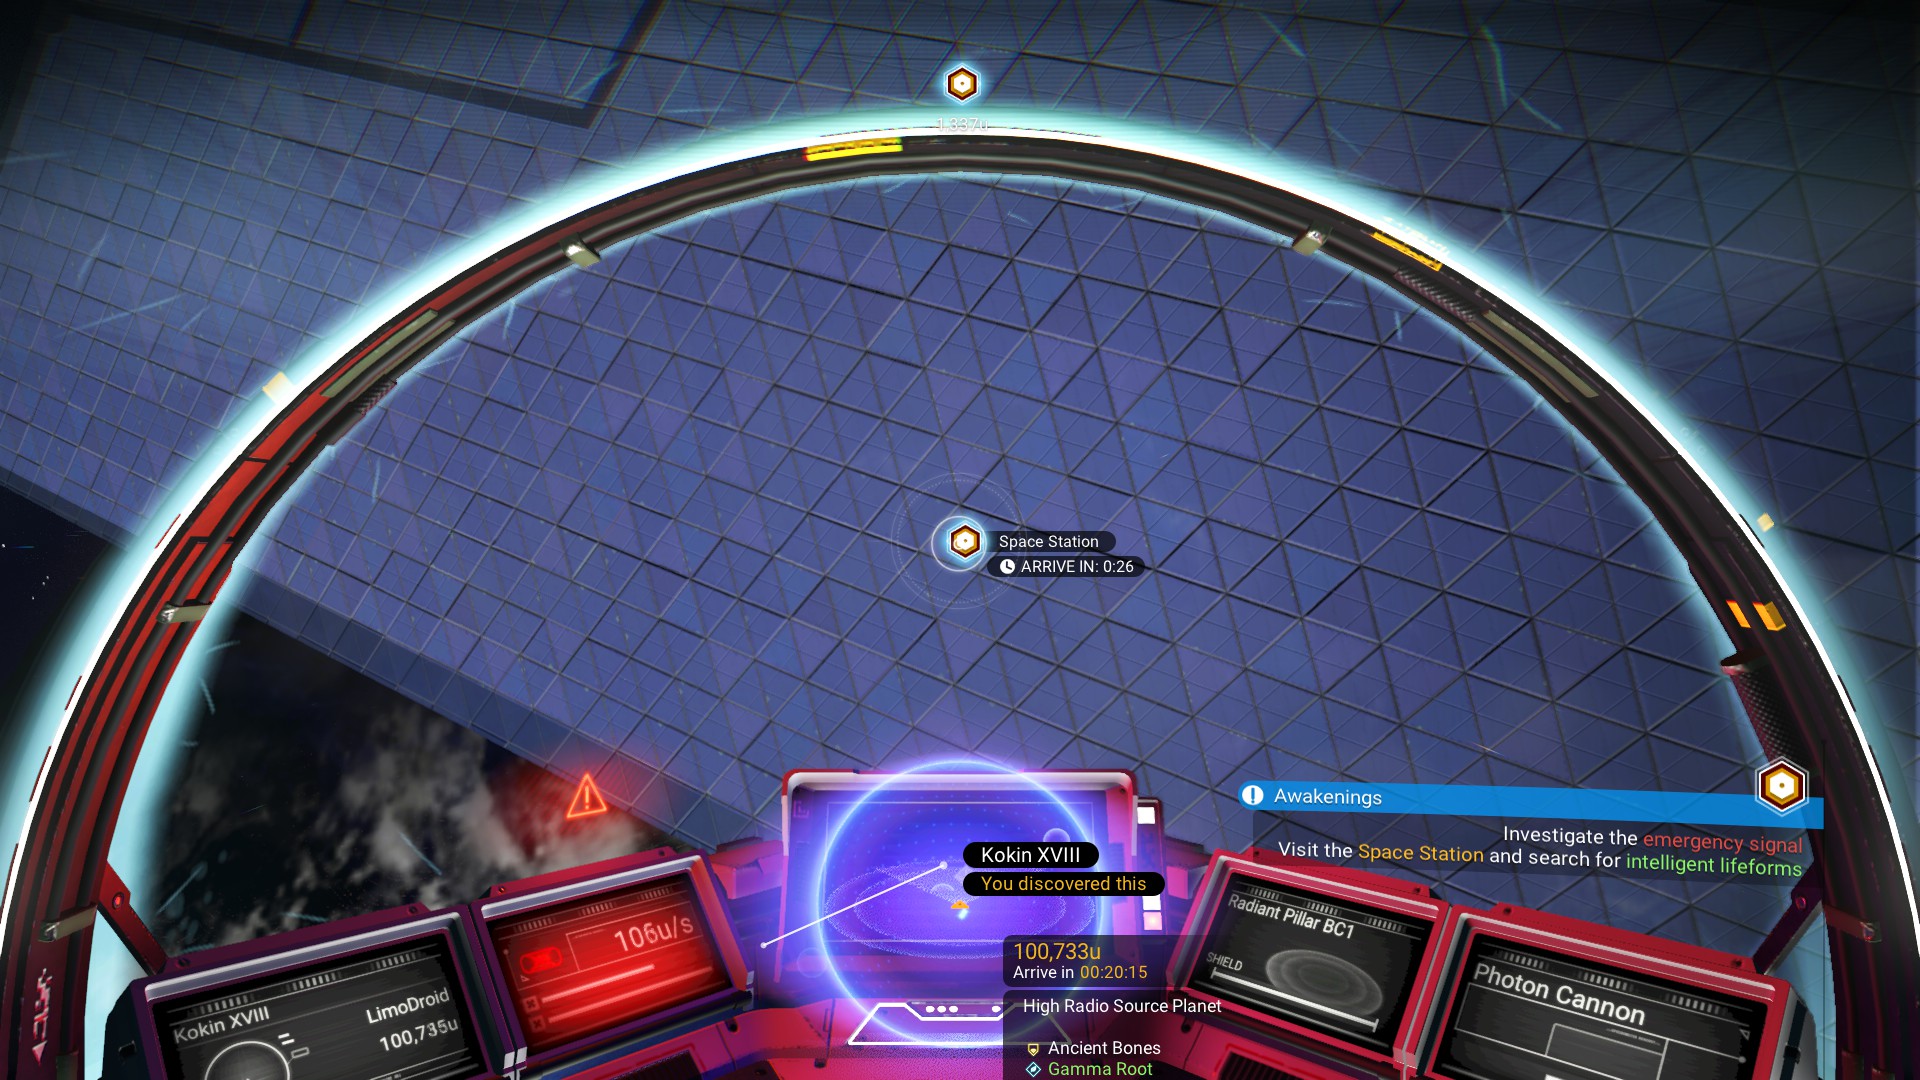 1,337u
Space Station
ARRIVE IN: 0:26
Awakenings
Investigate the emergency signal
Visit the Space Station and search for intelligent lifeforms
Kokin XVIII
You discovered this
100,733u
Arrive in 00:20:15
High Radio Source Planet
Ancient Bones
Gamma Root
Kokin XVIII
LimoDroid
100,735u
106u/s
Radiant Pillar BC1
SHIELD
Photon Cannon